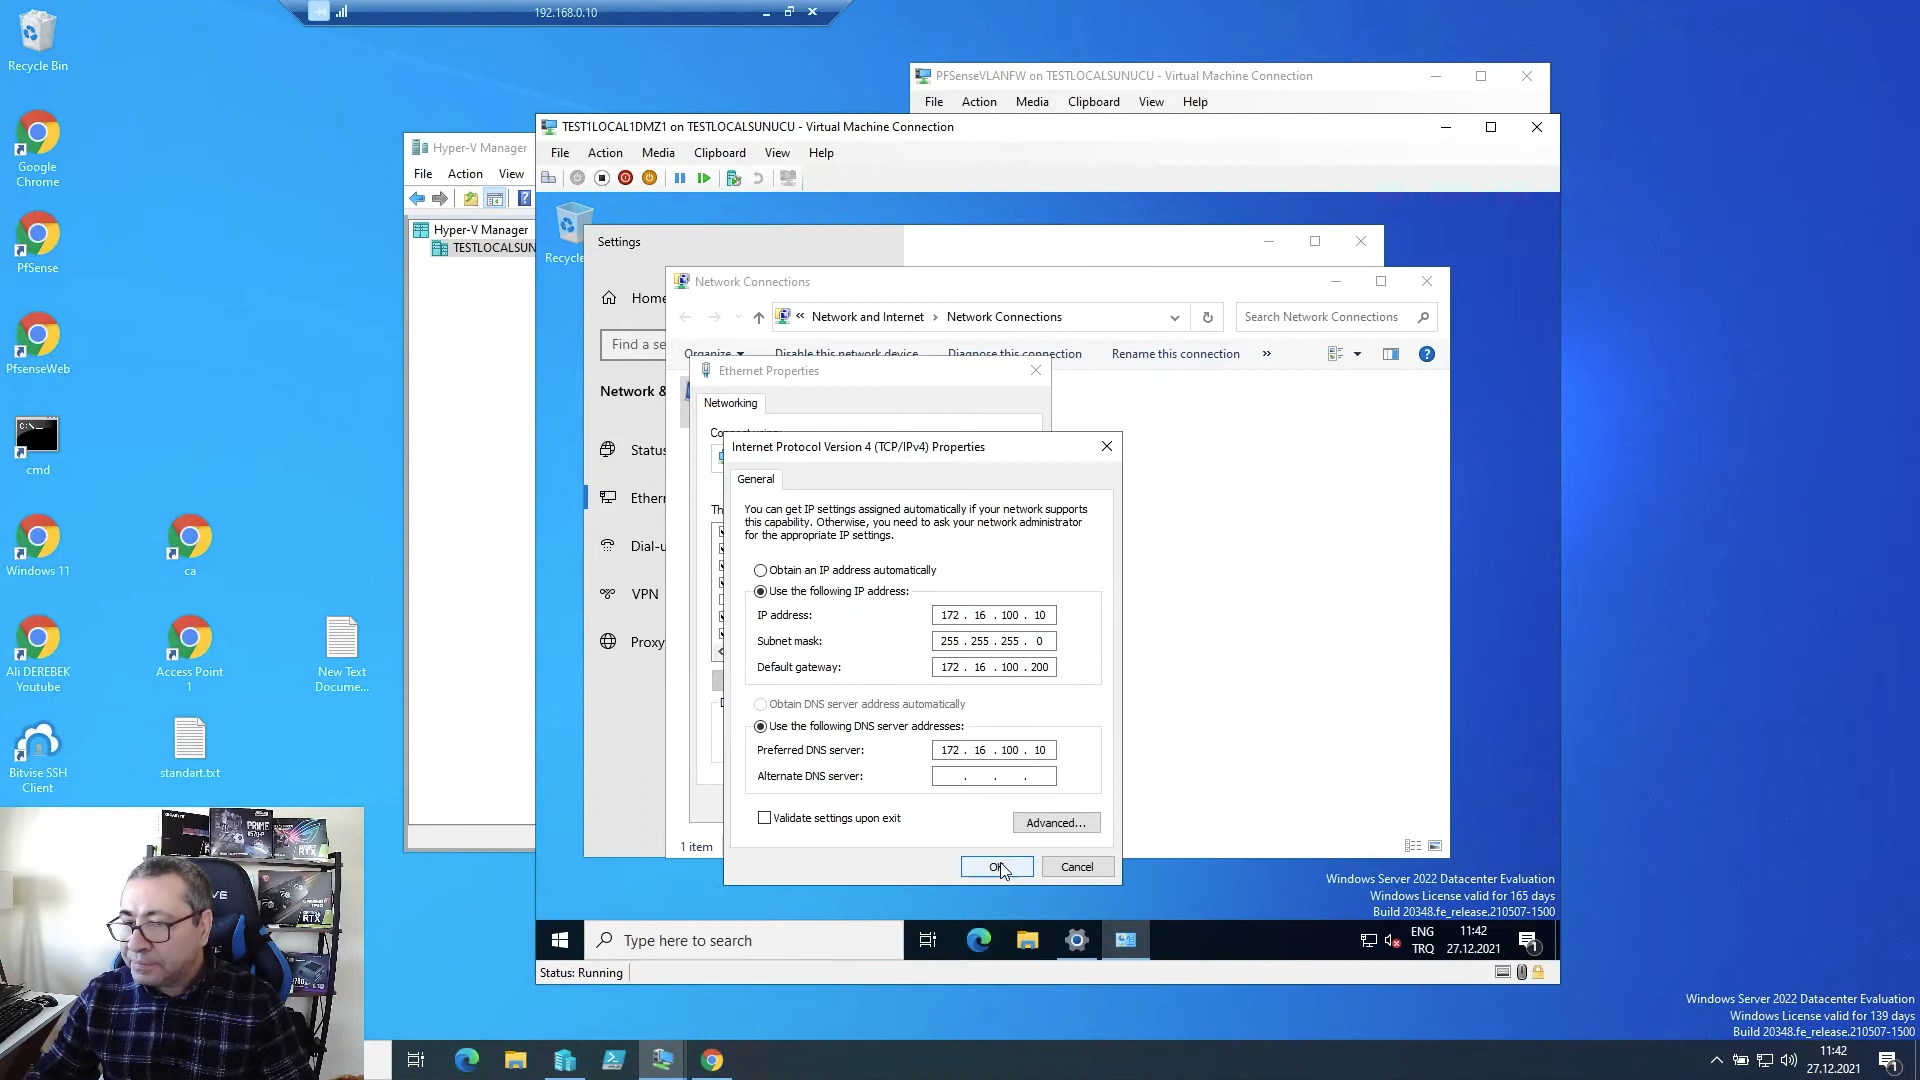 192.168.0.10
Recycle Bin
Google
Chrome
PfSense
PfsenseWeb
cmd
Windows 11
ca
Ali DEREBEK
Youtube
Access Point
1
New Text
Docume...
Bitvise SSH
Client
standart.txt
PFSenseVLANFW on TESTLOCALSUNUCU - Virtual Machine Connection
File Action Media Clipboard View Help
Hyper-V Manager
File Action View
Hyper-V Manager
TESTLOCALSUN
TEST1LOCAL1DMZ1 on TESTLOCALSUNUCU - Virtual Machine Connection
File Action Media Clipboard View Help
Recycle
Settings
Home
Find a se
Network &
Status
Ethern
Dial-u
VPN
Proxy
Network Connections
« Network and Internet › Network Connections
Search Network Connections
Organize Disable this network device Diagnose this connection Rename this connection »
1 item
Ethernet Properties
Networking
Co
Th
Internet Protocol Version 4 (TCP/IPv4) Properties
General
You can get IP settings assigned automatically if your network supports
this capability. Otherwise, you need to ask your network administrator
for the appropriate IP settings.
Obtain an IP address automatically
Use the following IP address:
IP address: 172 . 16 . 100 . 10
Subnet mask: 255 . 255 . 255 . 0
Default gateway: 172 . 16 . 100 . 200
Obtain DNS server address automatically
Use the following DNS server addresses:
Preferred DNS server: 172 . 16 . 100 . 10
Alternate DNS server: . . .
Validate settings upon exit
Advanced...
OK
Cancel
Windows Server 2022 Datacenter Evaluation
Windows License valid for 165 days
Build 20348.fe_release.210507-1500
Type here to search
ENG
TRQ
11:42
27.12.2021
1
Status: Running
Windows Server 2022 Datacenter Evaluation
Windows License valid for 139 days
Build 20348.fe_release.210507-1500
11:42
27.12.2021
1
PRIME
RTX
RTX